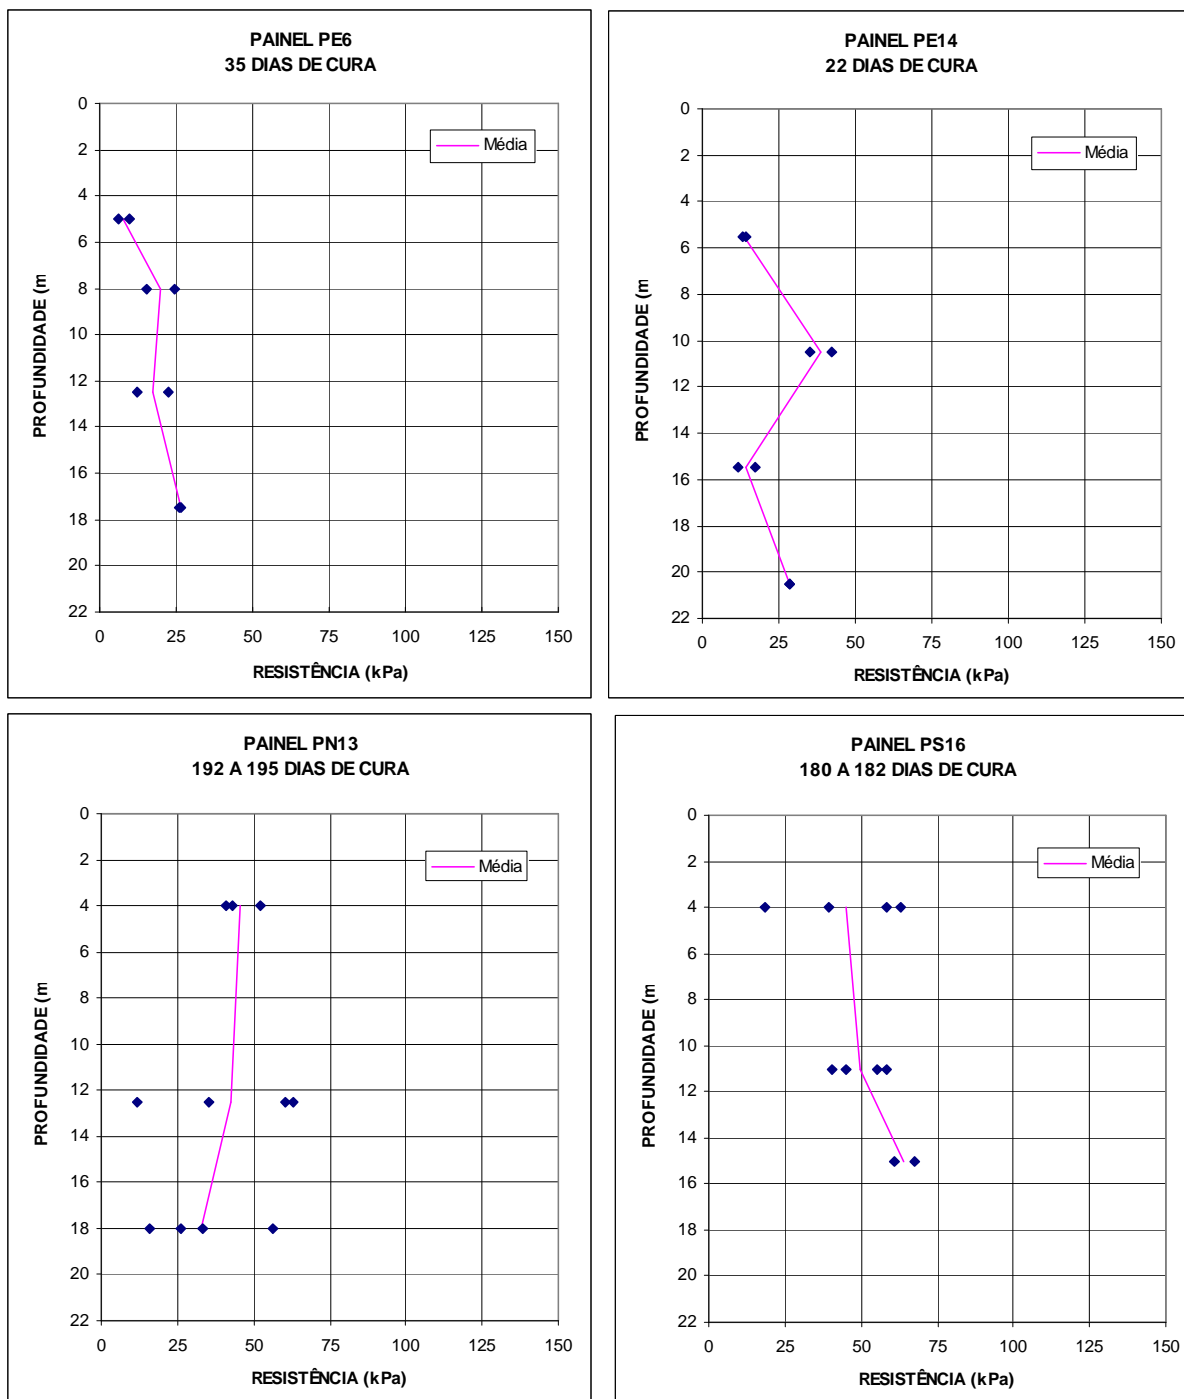 PAINEL PE6
35 DIAS DE CURA
Média
0
2
4
6
8
10
12
14
16
18
20
22
0 25 50 75 100 125 150
PROFUNDIDADE (m
RESISTÊNCIA (kPa)
PAINEL PE14
22 DIAS DE CURA
Média
0
2
4
6
8
10
12
14
16
18
20
22
0 25 50 75 100 125 150
PROFUNDIDADE (m
RESISTÊNCIA (kPa)
PAINEL PN13
192 A 195 DIAS DE CURA
Média
0
2
4
6
8
10
12
14
16
18
20
22
0 25 50 75 100 125 150
PROFUNDIDADE (m
RESISTÊNCIA (kPa)
PAINEL PS16
180 A 182 DIAS DE CURA
Média
0
2
4
6
8
10
12
14
16
18
20
22
0 25 50 75 100 125 150
PROFUNDIDADE (m
RESISTÊNCIA (kPa)